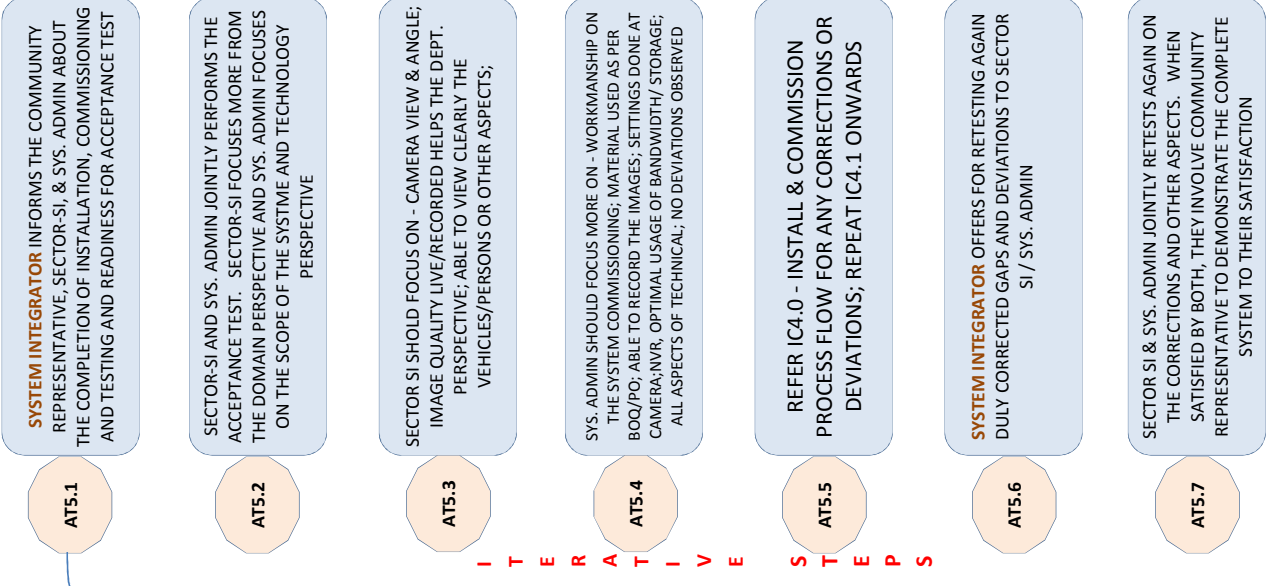 AT5.1
SYSTEM INTEGRATOR INFORMS THE COMMUNITY
REPRESENTATIVE, SECTOR-SI, & SYS. ADMIN ABOUT
THE COMPLETION OF INSTALLATION, COMMISSIONING
AND TESTING AND READINESS FOR ACCEPTANCE TEST
AT5.2
SECTOR-SI AND SYS. ADMIN JOINTLY PERFORMS THE
ACCEPTANCE TEST. SECTOR-SI FOCUSES MORE FROM
THE DOMAIN PERSPECTIVE AND SYS. ADMIN FOCUSES
ON THE SCOPE OF THE SYSTME AND TECHNOLOGY
PERSPECTIVE
AT5.3
SECTOR SI SHOLD FOCUS ON - CAMERA VIEW & ANGLE;
IMAGE QUALITY LIVE/RECORDED HELPS THE DEPT.
PERSPECTIVE; ABLE TO VIEW CLEARLY THE
VEHICLES/PERSONS OR OTHER ASPECTS;
AT5.4
SYS. ADMIN SHOULD FOCUS MORE ON - WORKMANSHIP ON
THE SYSTEM COMMISSIONING; MATERIAL USED AS PER
BOQ/PO; ABLE TO RECORD THE IMAGES; SETTINGS DONE AT
CAMERA;NVR, OPTIMAL USAGE OF BANDWIDTH/ STORAGE;
ALL ASPECTS OF TECHNICAL; NO DEVIATIONS OBSERVED
AT5.5
REFER IC4.0 - INSTALL & COMMISSION
PROCESS FLOW FOR ANY CORRECTIONS OR
DEVIATIONS; REPEAT IC4.1 ONWARDS
AT5.6
SYSTEM INTEGRATOR OFFERS FOR RETESTING AGAIN
DULY CORRECTED GAPS AND DEVIATIONS TO SECTOR
SI / SYS. ADMIN
AT5.7
SECTOR SI & SYS. ADMIN JOINTLY RETESTS AGAIN ON
THE CORRECTIONS AND OTHER ASPECTS. WHEN
SATISFIED BY BOTH, THEY INVOLVE COMMUNITY
REPRESENTATIVE TO DEMONSTRATE THE COMPLETE
SYSTEM TO THEIR SATISFACTION
ITERATIVE STEPS